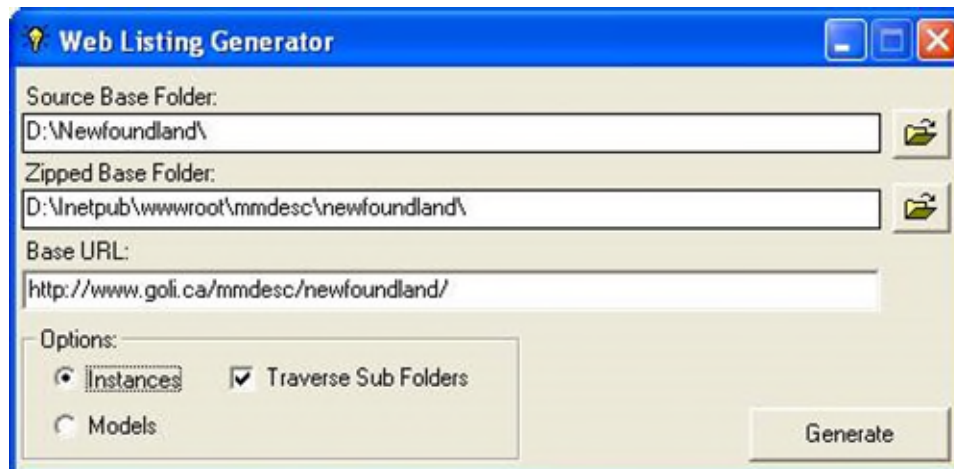 Web Listing Generator
Source Base Folder:
D:\Newfoundland\
Zipped Base Folder:
D:\Inetpub\wwwroot\mmdesc\newfoundland\
Base URL:
http://www.goli.ca/mmdesc/newfoundland/
Options:
Instances Traverse Sub Folders
Models
Generate